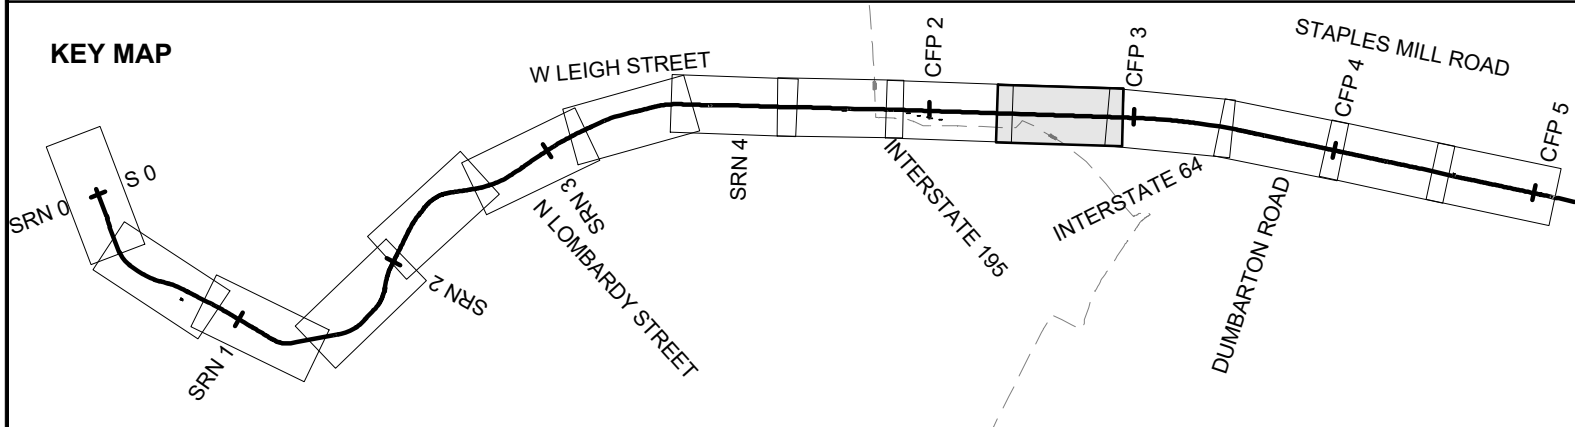 KEY MAP
S 0
SRN 0
SRN 1
SRN 2
SRN 3
N LOMBARDY STREET
W LEIGH STREET
SRN 4
CFP 2
INTERSTATE 195
CFP 3
INTERSTATE 64
DUMBARTON ROAD
STAPLES MILL ROAD
CFP 4
CFP 5